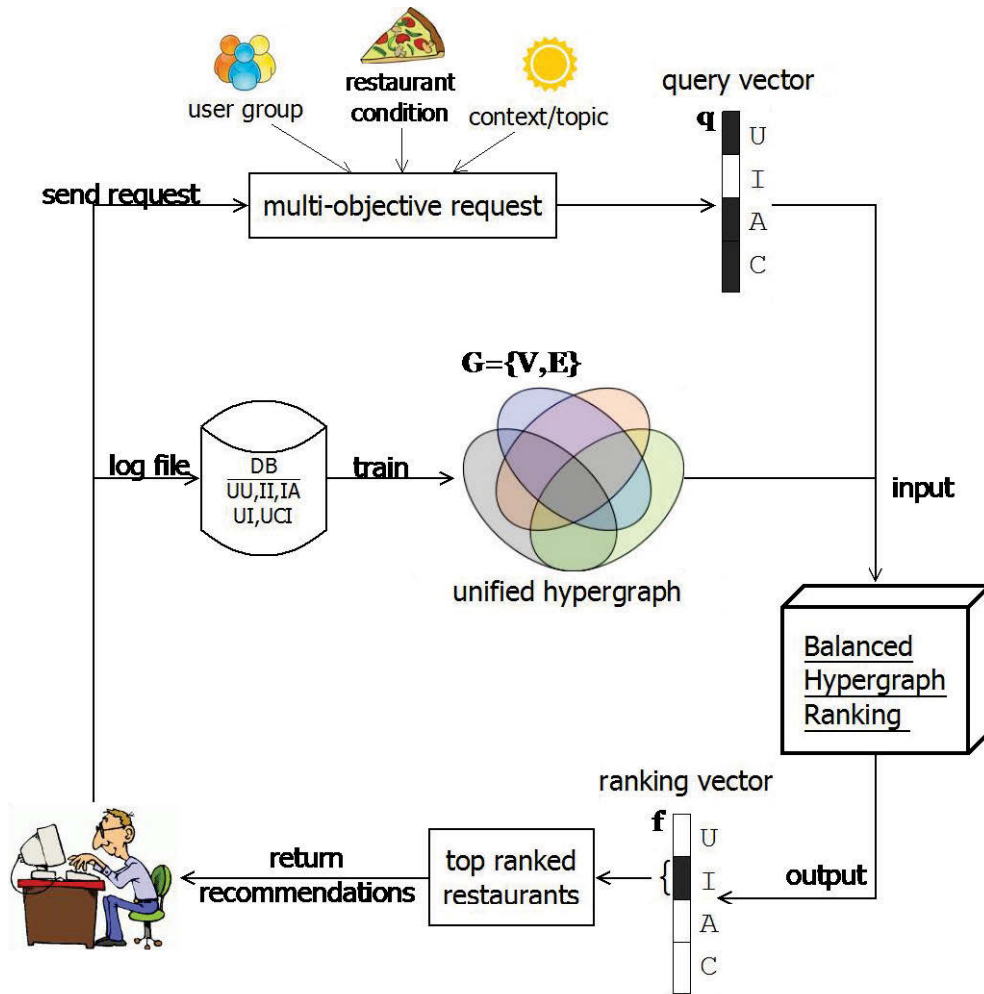 user group
restaurant
condition
context/topic
query vector
q
U
I
A
C
send request
multi-objective request
G={V,E}
log file
DB
UU,II,IA
UI,UCI
train
unified hypergraph
input
Balanced
Hypergraph
Ranking
ranking vector
f
U
I
A
C
{
output
top ranked
restaurants
return
recommendations